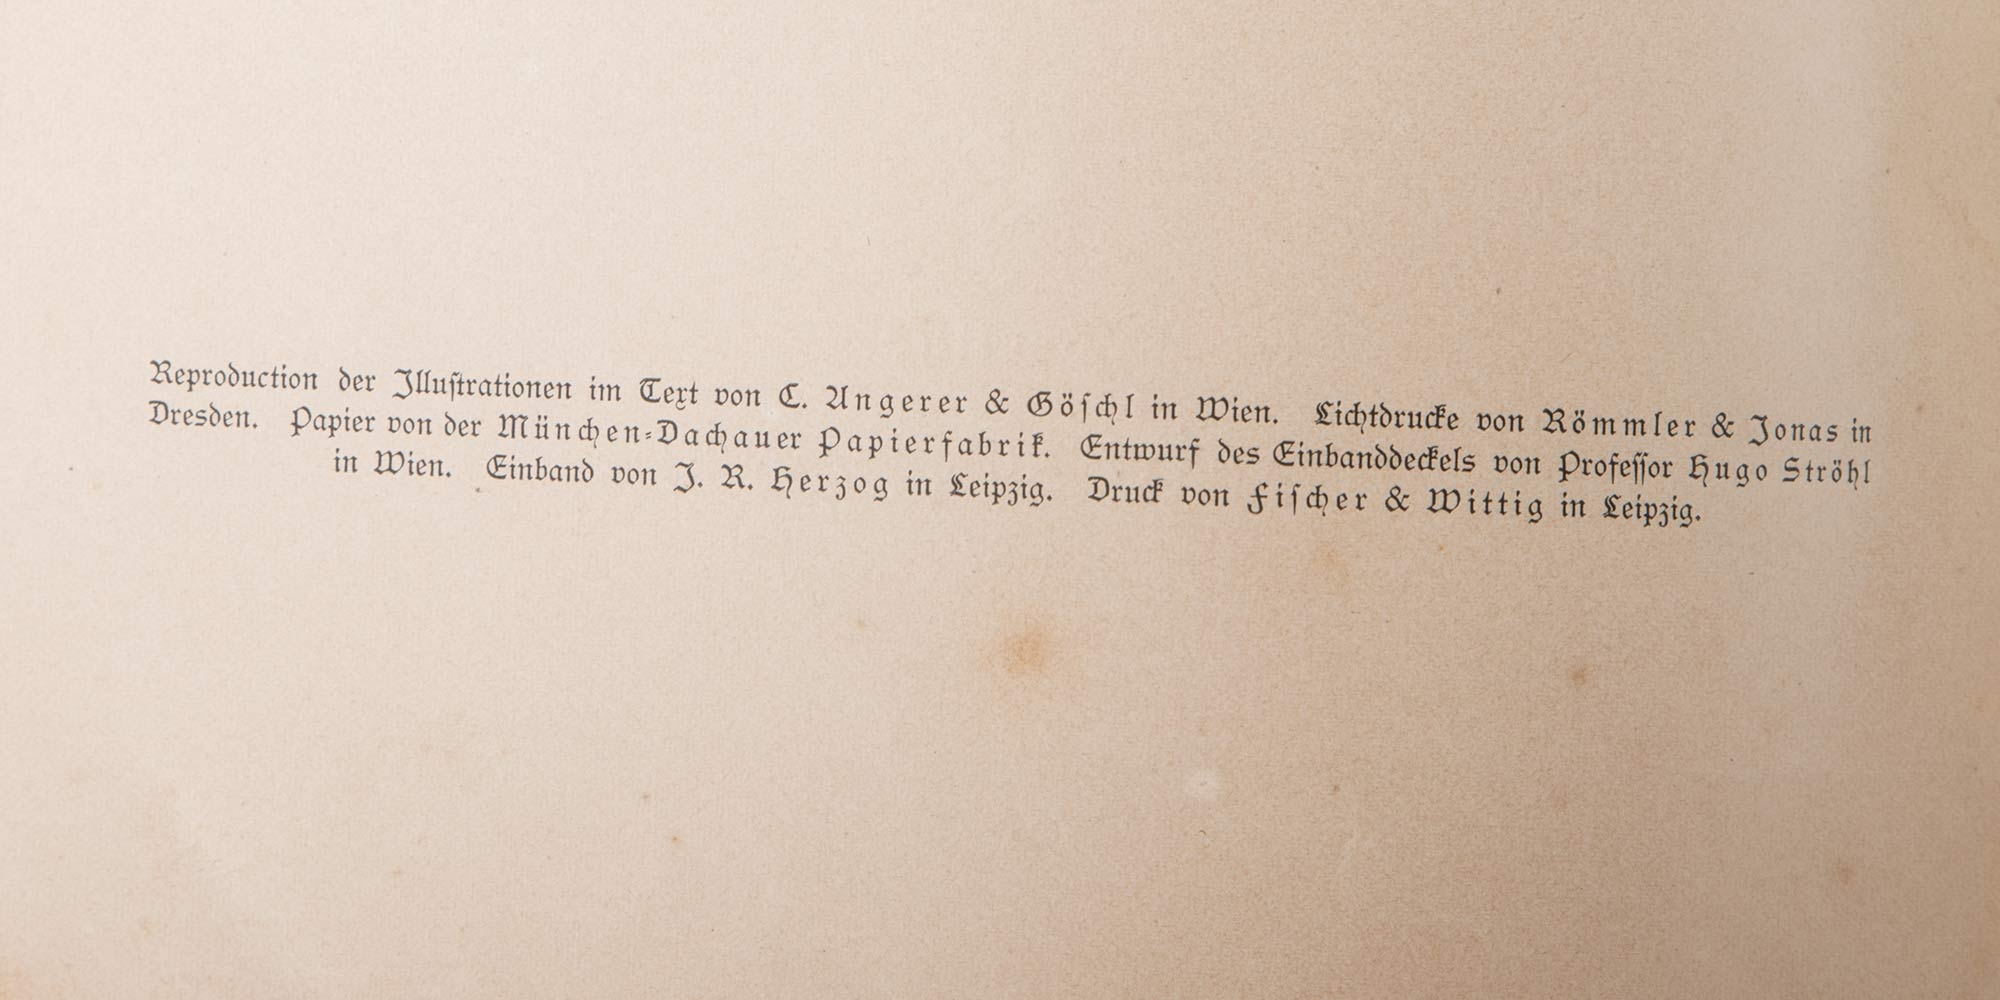 Reproduction der Illuſtrationen im Text von C. Angerer & Göſchl in Wien. Lichtdrucke von Römmler & Jonas in
Dresden. Papier von der München-Dachauer Papierfabrik. Entwurf des Einbanddeckels von Profeſſor Hugo Ströhl
in Wien. Einband von J. R. Herzog in Leipzig. Druck von Fiſcher & Wittig in Leipzig.